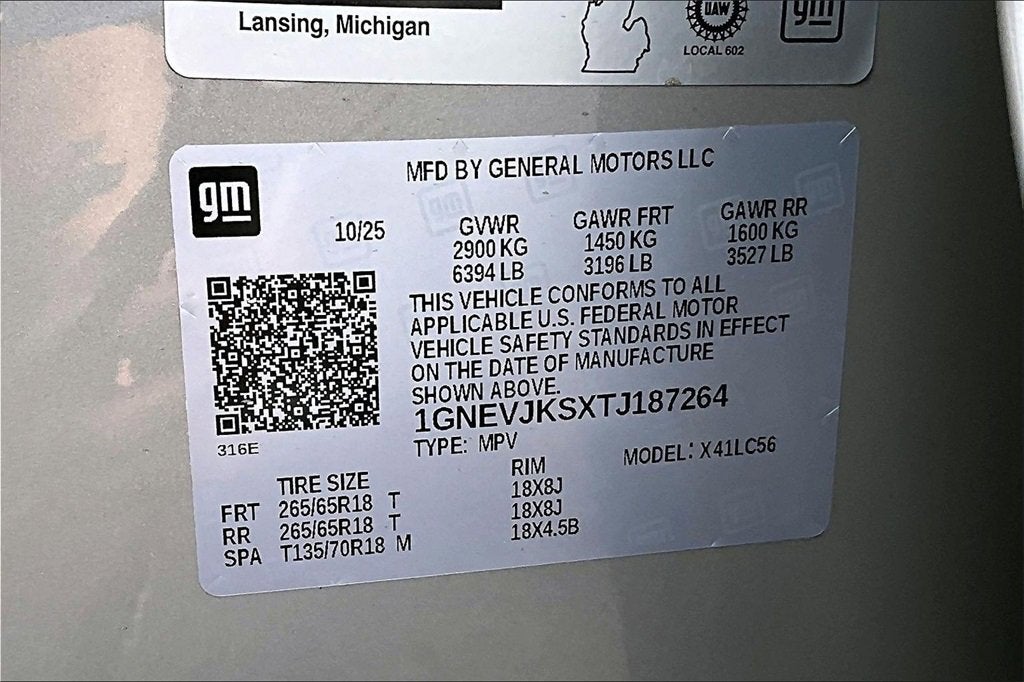 Lansing, Michigan
UAW
LOCAL 602
gm
MFD BY GENERAL MOTORS LLC
gm
10/25
GVWR GAWR FRT GAWR RR
2900 KG 1450 KG 1600 KG
6394 LB 3196 LB 3527 LB
THIS VEHICLE CONFORMS TO ALL
APPLICABLE U.S. FEDERAL MOTOR
VEHICLE SAFETY STANDARDS IN EFFECT
ON THE DATE OF MANUFACTURE
SHOWN ABOVE.
1GNEVJKSXTJ187264
316E
TYPE: MPV MODEL: X41LC56
TIRE SIZE RIM
FRT 265/65R18 T 18X8J
RR 265/65R18 T 18X8J
SPA T135/70R18 M 18X4.5B